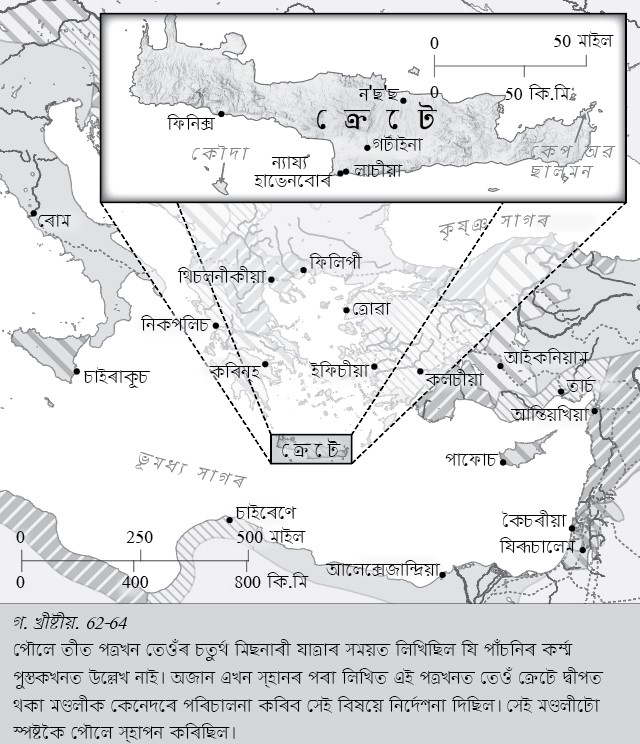 0 50 মাইল
0 50 কি.মি.
ন'ছ'ছ
ক্ৰেটে
ফিনিক্স
গৰ্টাইনা
কৌদা
ন্যায্য
হাভেনবোৰ
লাচীয়া
কেপ অৱ
ছালমন
ৰোম
কৃষ্ঞ সাগৰ
ফিলিপী
থিচলনীকীয়া
ত্ৰোৱা
নিকপলিচ
আইকনিয়াম
চাইৰাকূচ
কৰিন্থ
ইফিচীয়া
কলচীয়া
তাৰ্চ
আন্তিয়খিয়া
ক্ৰেটে
পাফোচ
ভুমধ্য সাগৰ
চাইৰেণে
কৈচৰীয়া
0 250 500 মাইল
যিৰূচালেম
0 400 800 কি.মি
আলেক্সেজান্দ্ৰিয়া
গ. খ্ৰীষ্টীয়. 62-64
পৌলে তীত পত্ৰখন তেওঁৰ চতুৰ্থ মিছনাৰী যাত্ৰাৰ সময়ত লিখিছিল যি পাঁচনিৰ কৰ্ম্ম
পুস্তকখনত উল্লেখ নাই। অজান এখন স্হানৰ পৰা লিখিত এই পত্ৰখনত তেওঁ ক্ৰেটে দ্বীপত
থকা মণ্ডলীক কেনেদৰে পৰিচালনা কৰিব সেই বিষয়ে নিৰ্দেশনা দিছিল। সেই মণ্ডলীটো
স্পষ্টকৈ পৌলে স্হাপন কৰিছিল।